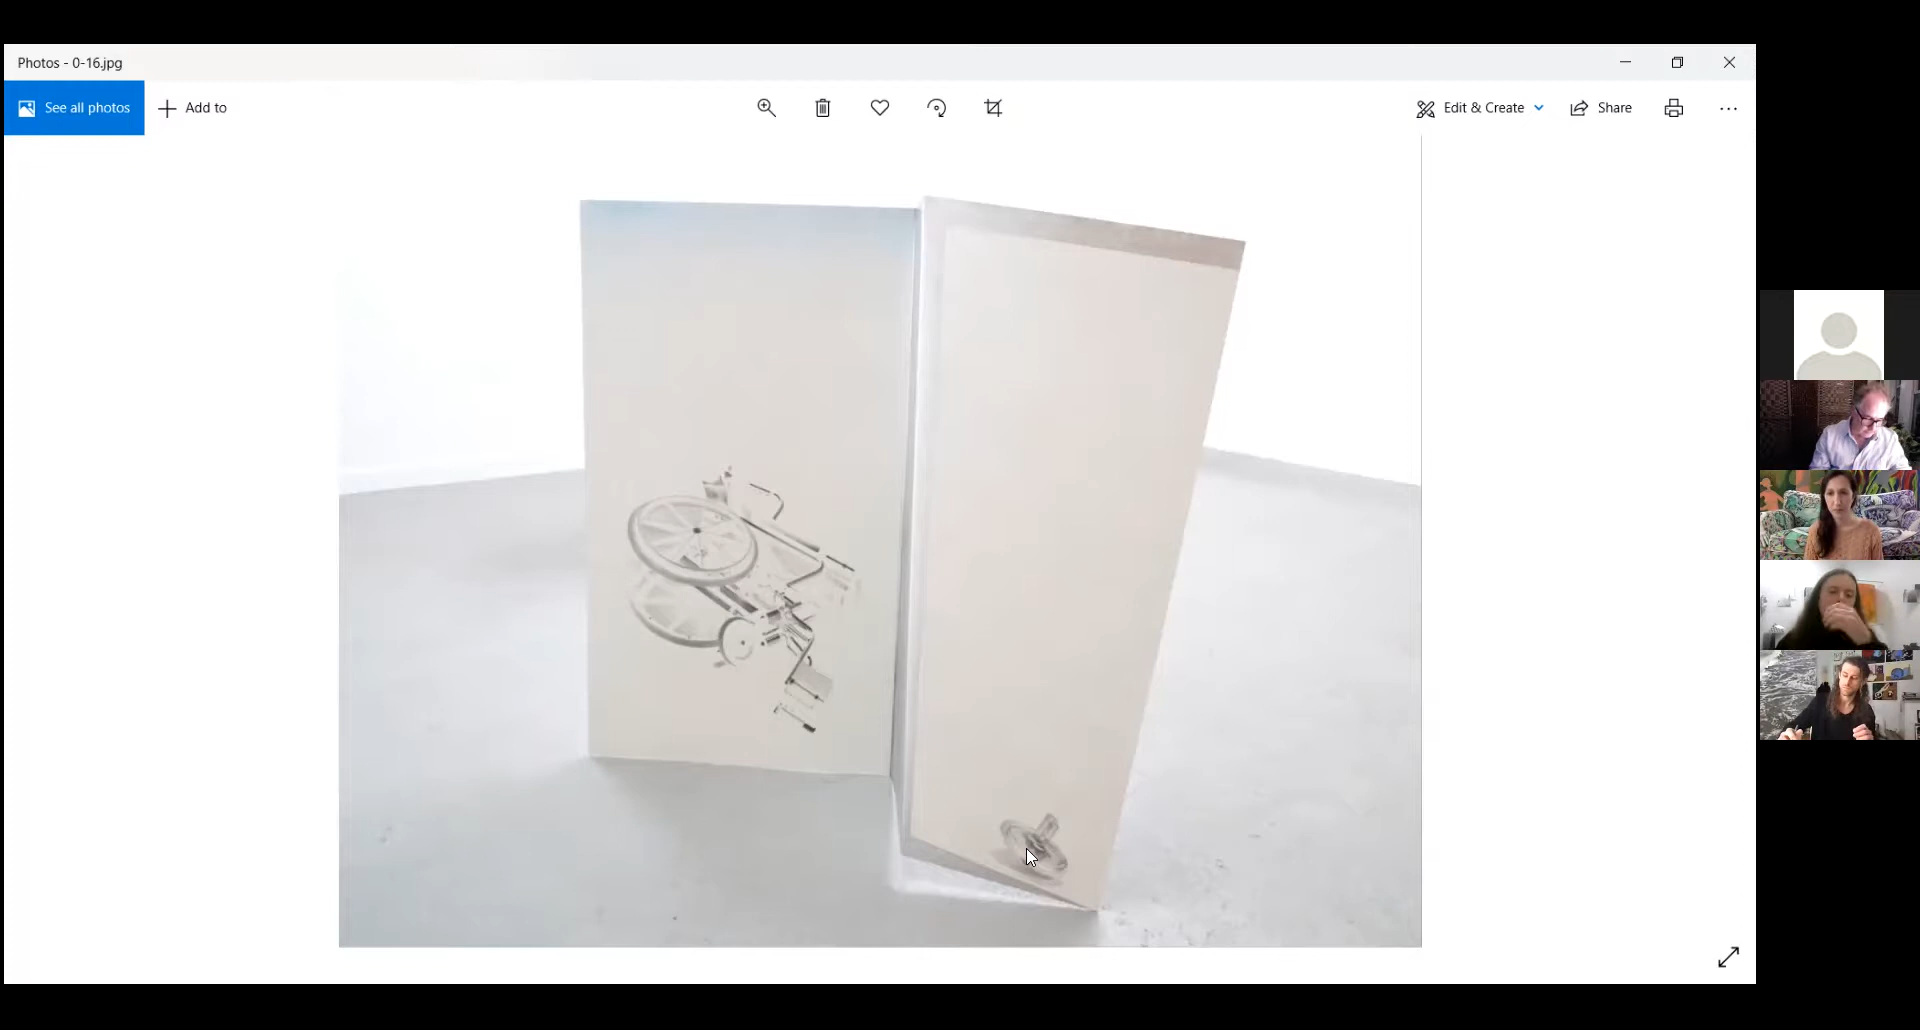 Photos - 0-16.jpg
See all photos
Add to
Edit & Create
Share